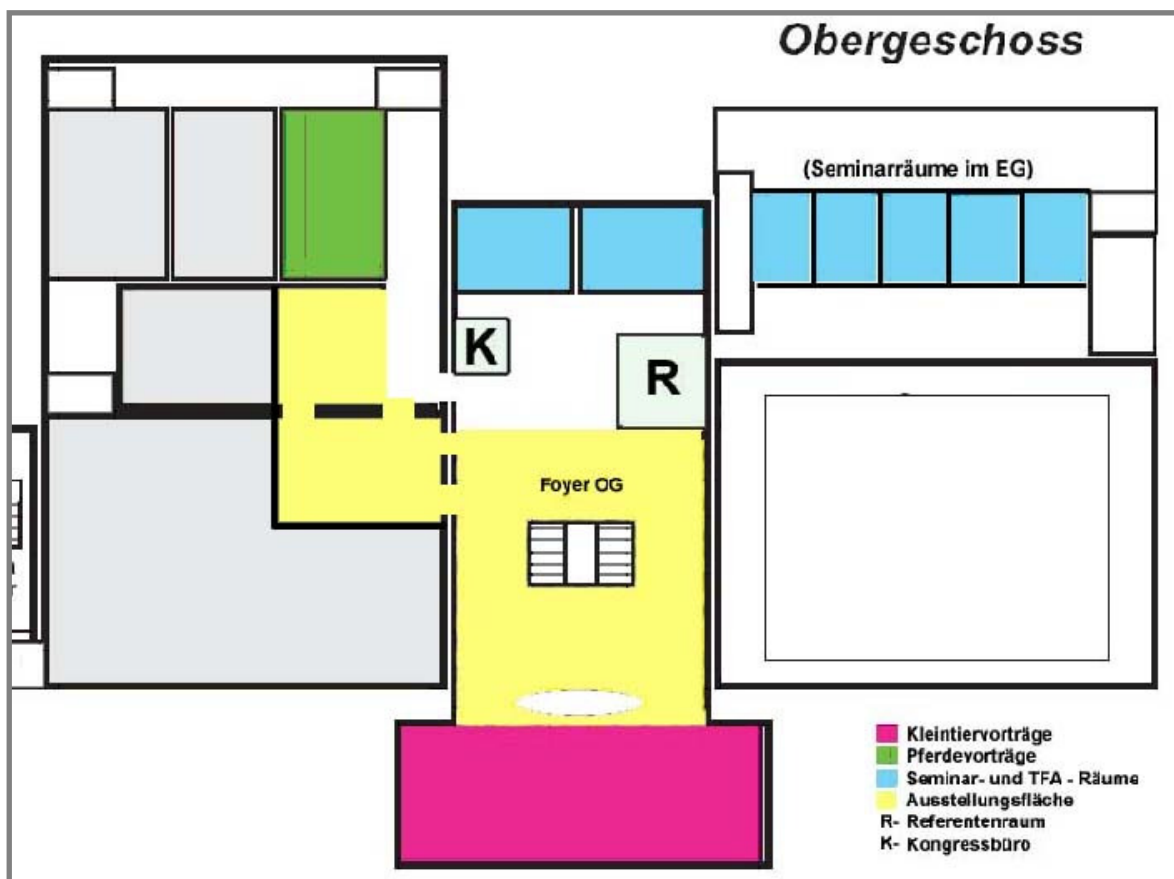 Obergeschoss
(Seminarräume im EG)
K
R
Foyer OG
Kleintiervorträge
Pferdevorträge
Seminar- und TFA - Räume
Ausstellungsfläche
R- Referentenraum
K- Kongressbüro